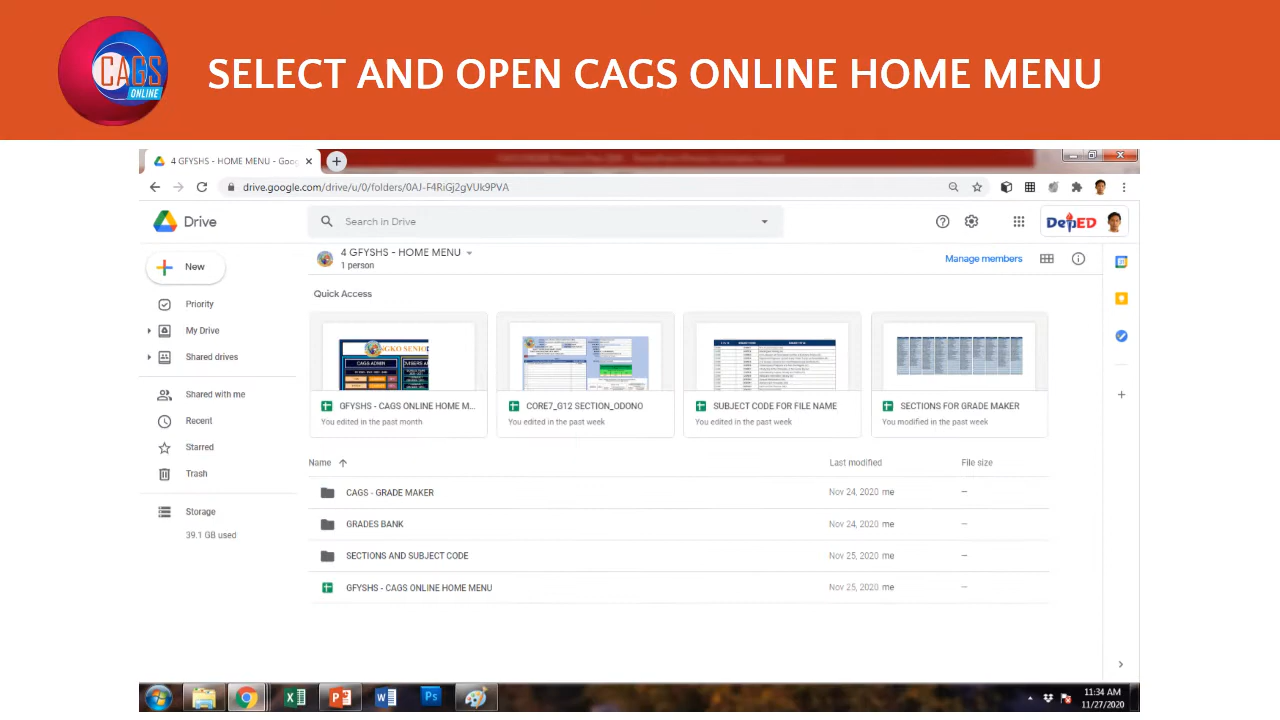 CAGS
ONLINE
SELECT AND OPEN CAGS ONLINE HOME MENU
4 GFYSHS - HOME MENU - Goog
drive.google.com/drive/u/0/folders/0AJ-F4RiGj2gVUk9PVA
Drive
Search in Drive
DepED
New
4 GFYSHS - HOME MENU
1 person
Manage members
Quick Access
Priority
My Drive
Shared drives
Shared with me
Recent
Starred
Trash
Storage
39.1 GB used
NGKO SENIO
CAGS ADMIN
GFYSHS - CAGS ONLINE HOME M...
You edited in the past month
CORE7_G12 SECTION_ODONO
You edited in the past week
SUBJECT CODE FOR FILE NAME
You edited in the past week
SECTIONS FOR GRADE MAKER
You modified in the past week
Name Last modified File size
CAGS - GRADE MAKER Nov 24, 2020 me –
GRADES BANK Nov 24, 2020 me –
SECTIONS AND SUBJECT CODE Nov 25, 2020 me –
GFYSHS - CAGS ONLINE HOME MENU Nov 25, 2020 me –
11:34 AM
11/27/2020